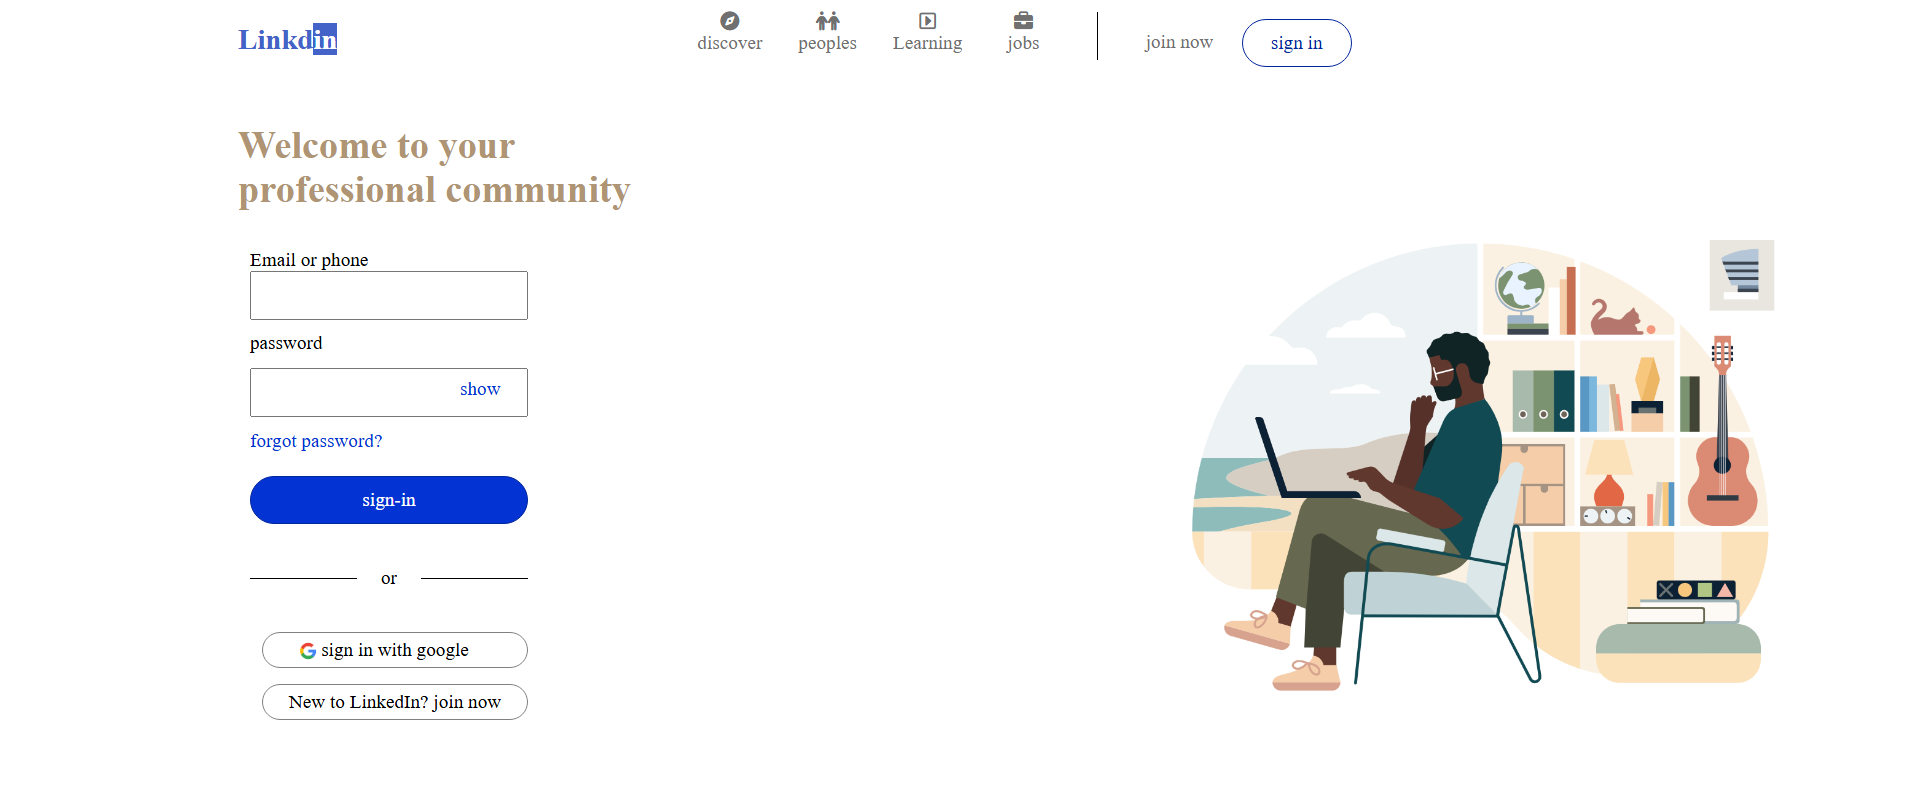 Linkdin
discover peoples Learning jobs join now sign in
Welcome to your
professional community
Email or phone
password
show
forgot password?
sign-in
or
sign in with google
New to LinkedIn? join now